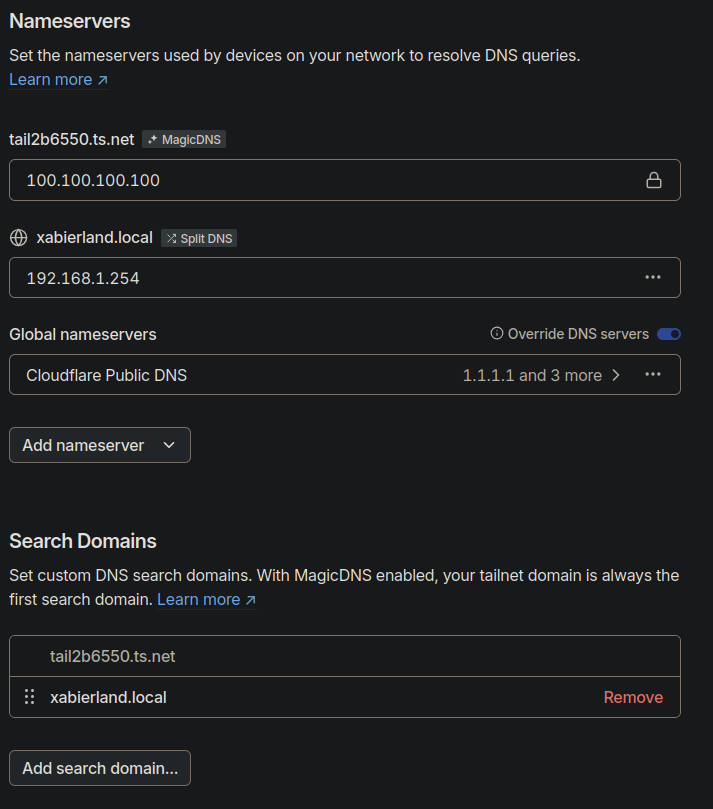 Nameservers
Set the nameservers used by devices on your network to resolve DNS queries.
Learn more ↗
tail2b6550.ts.net MagicDNS
100.100.100.100
xabierland.local Split DNS
192.168.1.254
Global nameservers Override DNS servers
Cloudflare Public DNS 1.1.1.1 and 3 more
Add nameserver
Search Domains
Set custom DNS search domains. With MagicDNS enabled, your tailnet domain is always the
first search domain. Learn more ↗
tail2b6550.ts.net
xabierland.local Remove
Add search domain...